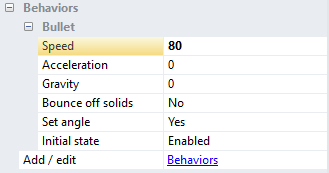 Behaviors
Bullet
Speed 80
Acceleration 0
Gravity 0
Bounce off solids No
Set angle Yes
Initial state Enabled
Add / edit Behaviors